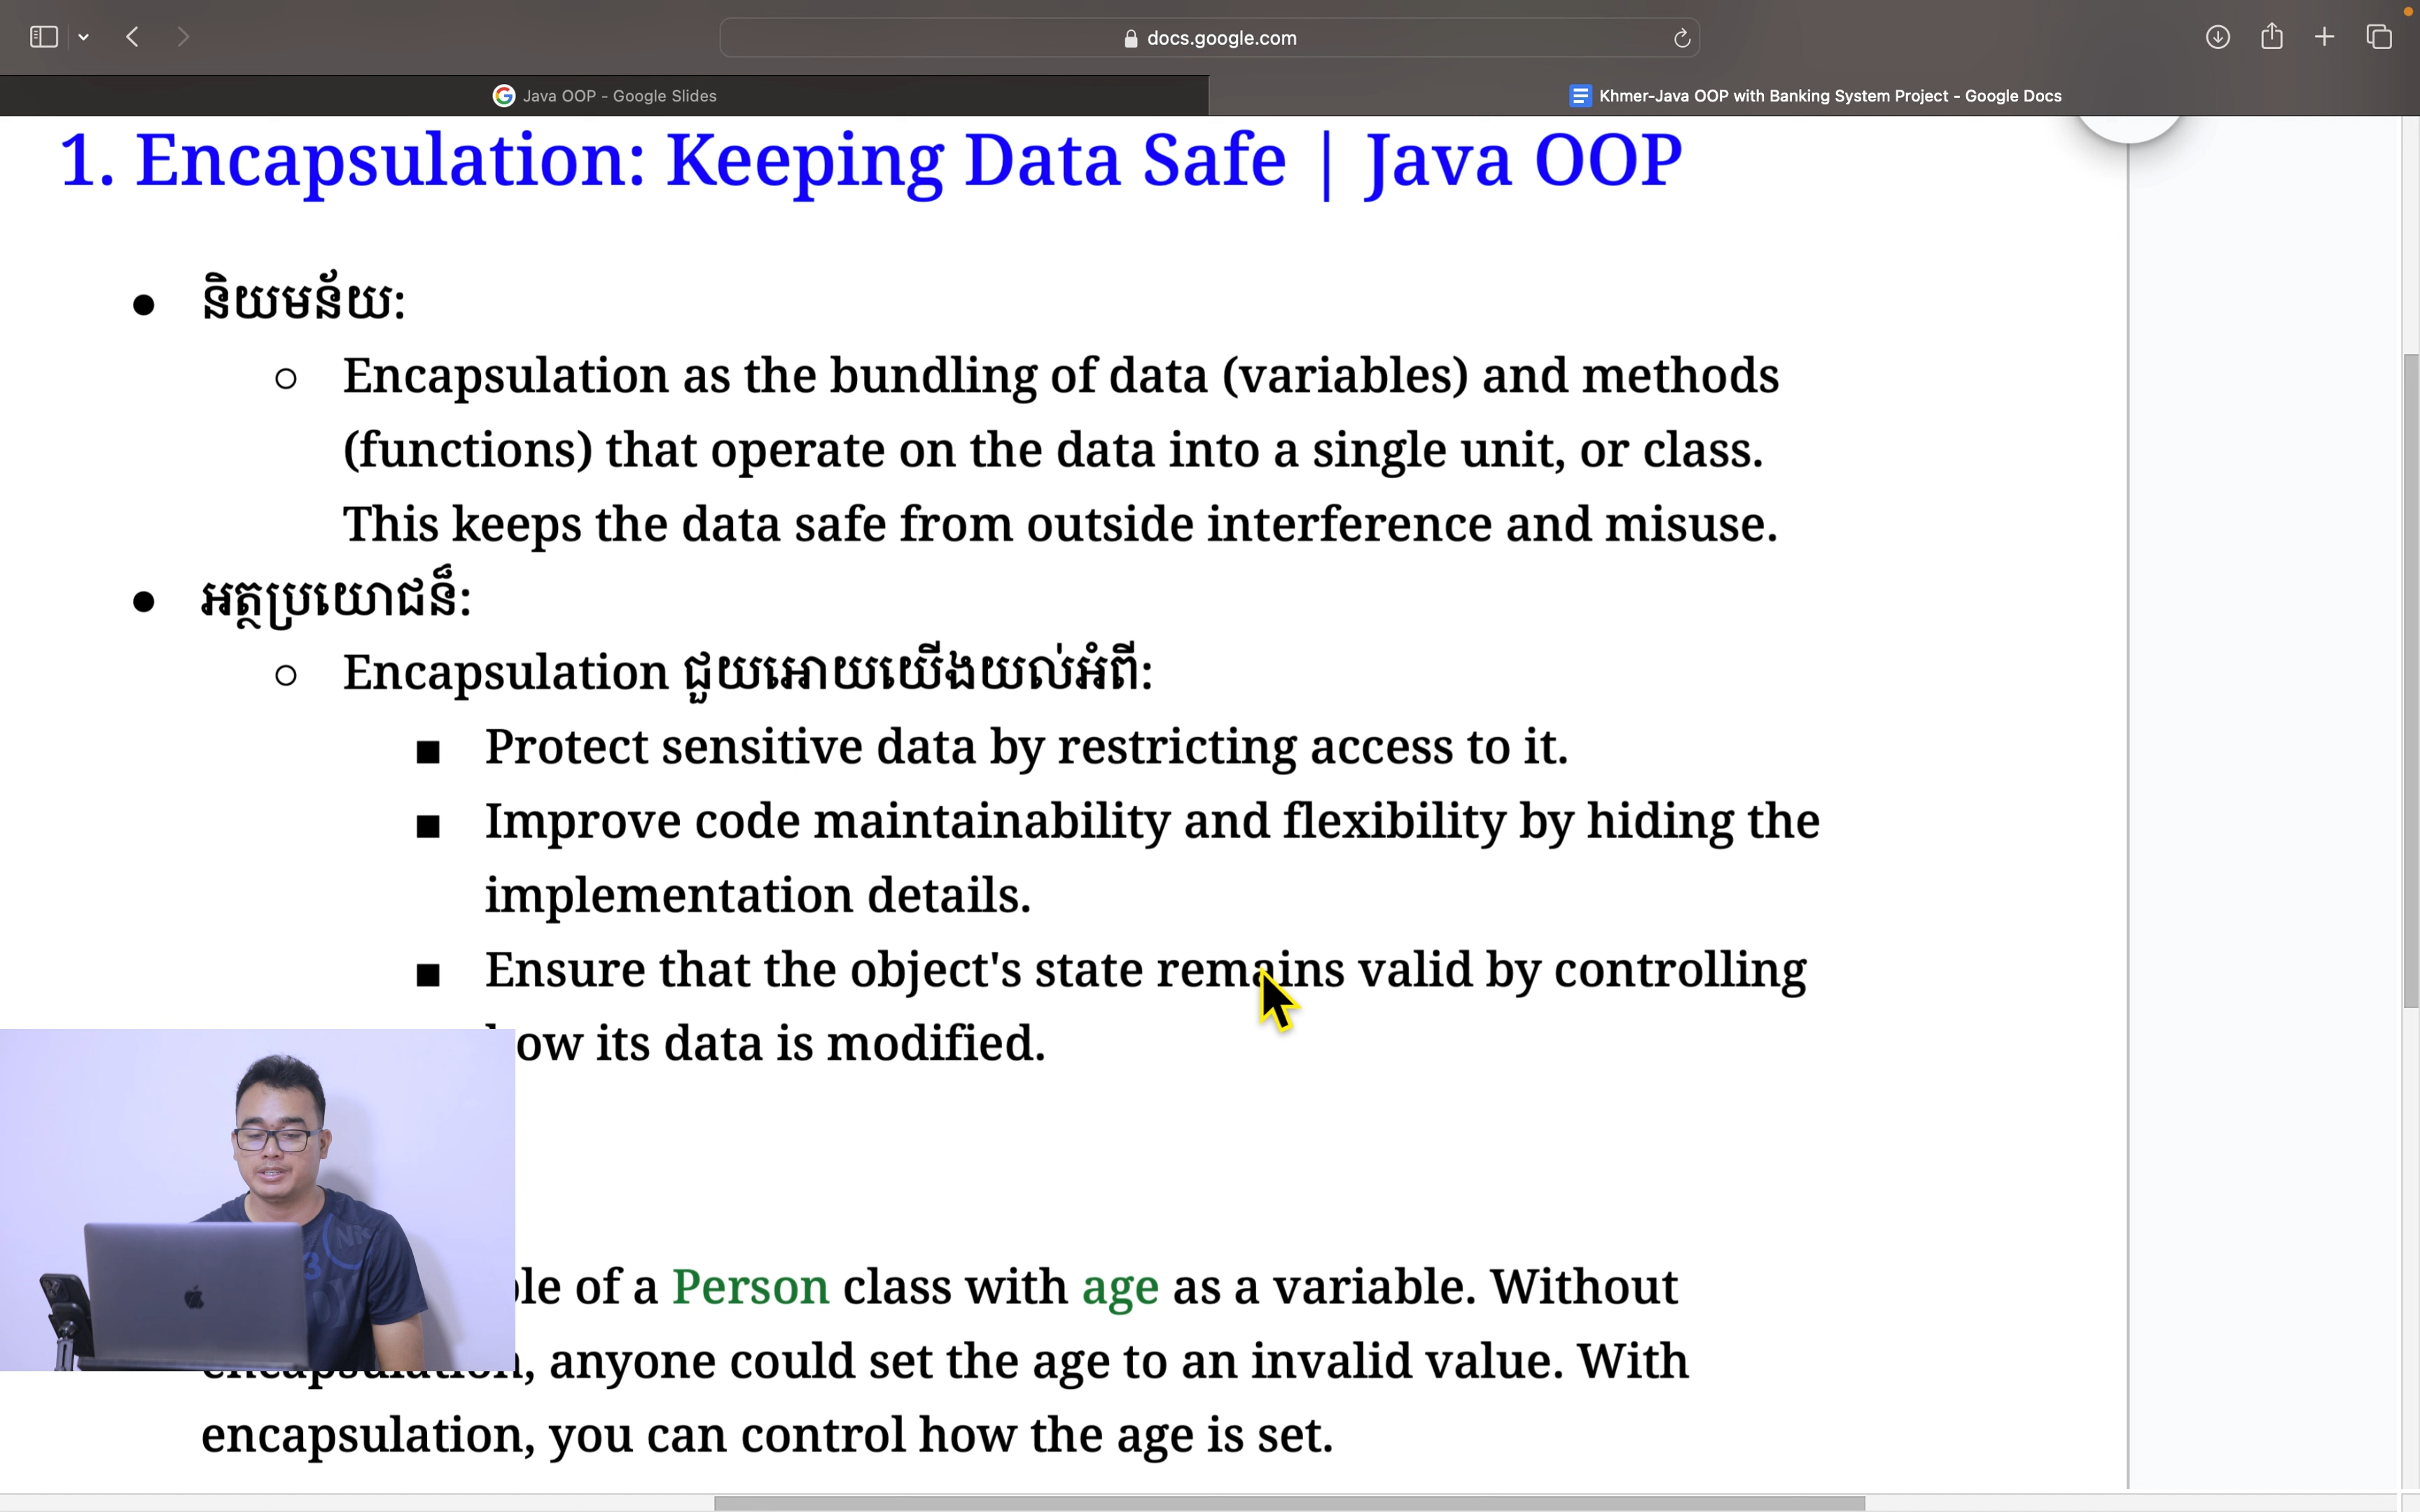 docs.google.com
Java OOP - Google Slides
Khmer-Java OOP with Banking System Project - Google Docs
1. Encapsulation: Keeping Data Safe | Java OOP
● និយមន័យ:
○ Encapsulation as the bundling of data (variables) and methods
(functions) that operate on the data into a single unit, or class.
This keeps the data safe from outside interference and misuse.
● អត្ថប្រយោជន៏:
○ Encapsulation ជួយអោយយើងយល់អំពី:
■ Protect sensitive data by restricting access to it.
■ Improve code maintainability and flexibility by hiding the
implementation details.
■ Ensure that the object's state remains valid by controlling
how its data is modified.
of a Person class with age as a variable. Without
encapsulation, anyone could set the age to an invalid value. With
encapsulation, you can control how the age is set.